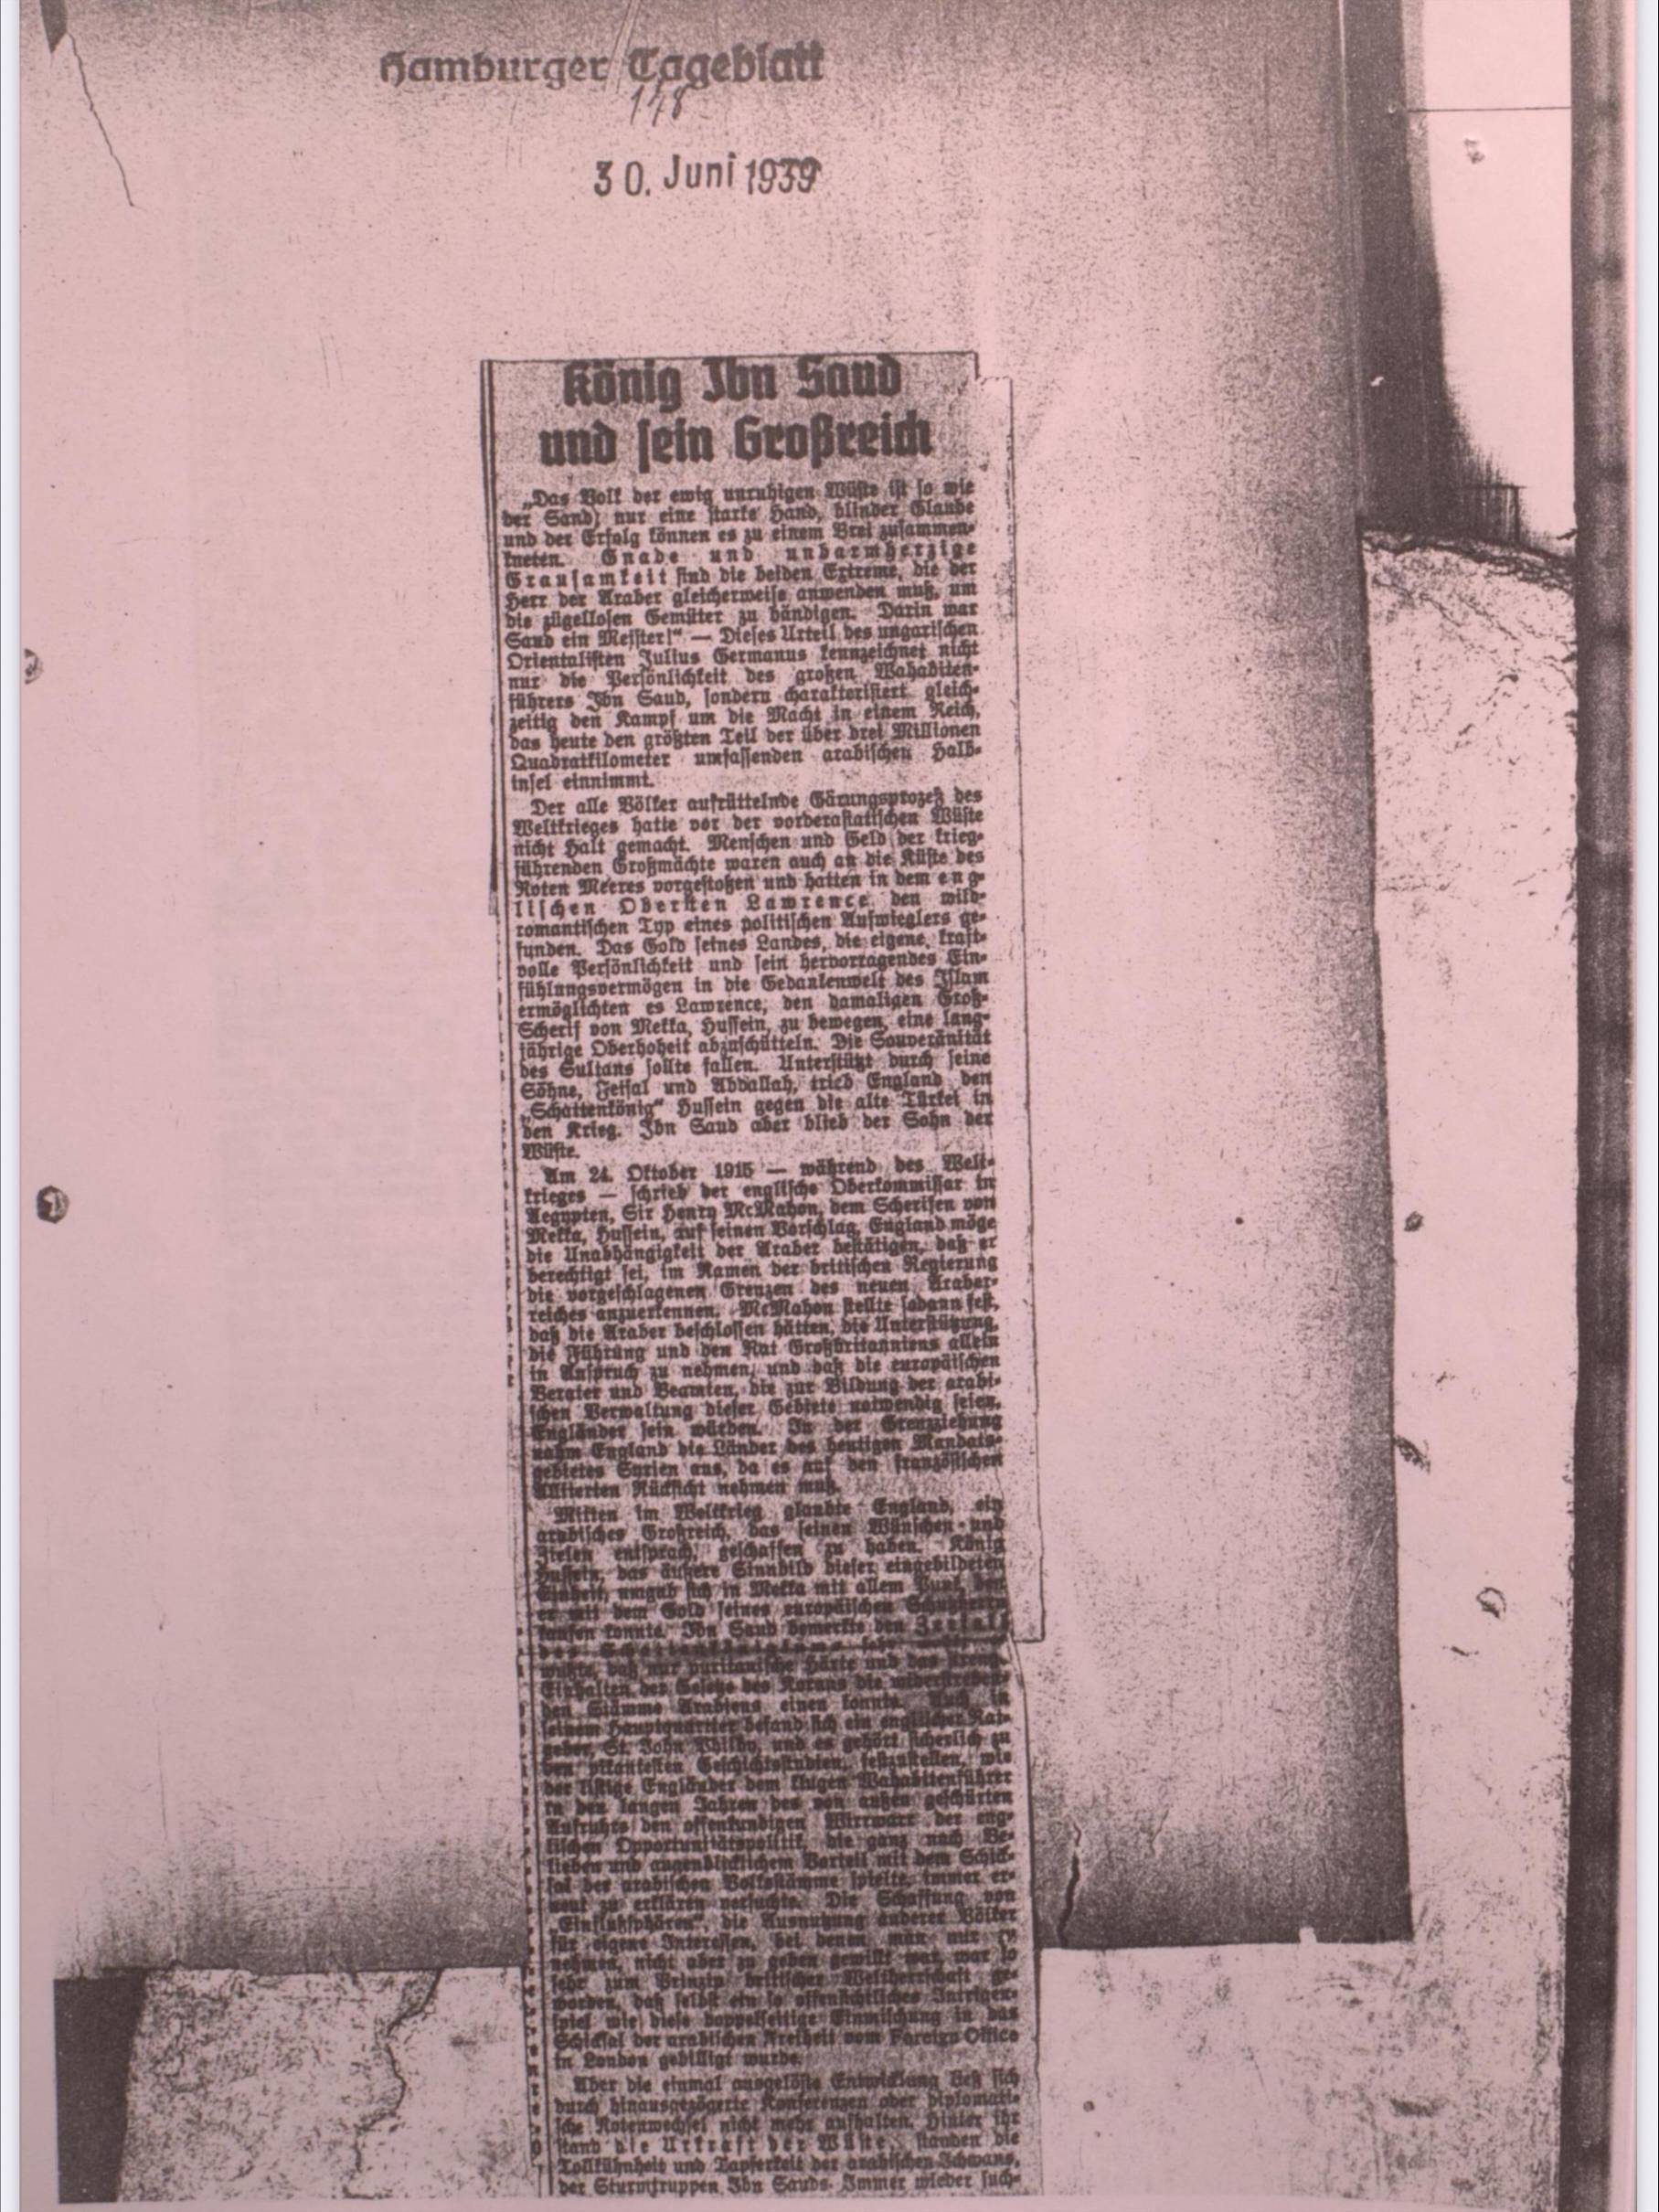 Hamburger Tageblatt
148
30. Juni 1939
König Ibn Saud
und sein Großreich
„Das Volk der ewig unruhigen Wüste ist so wie
der Sand; nur eine starke Hand, blinder Glaube
und der Erfolg können es zu einem Brei zusammen-
kneten. Gnade und unbarmherzige
Grausamkeit sind die beiden Extreme, die der
Herr der Araber gleicherweise anwenden muß, um
die zügellosen Gemüter zu bändigen. Darin war
Saud ein Meister!“ — Dieses Urteil des ungarischen
Orientalisten Julius Germanus kennzeichnet nicht
nur die Persönlichkeit des großen Wahabiten-
führers Ibn Saud, sondern charakterisiert gleich-
zeitig den Kampf um die Macht in einem Reich,
das heute den größten Teil der über drei Millionen
Quadratkilometer umfassenden arabischen Halb-
insel einnimmt.
Der alle Völker aufrüttelnde Gärungsprozeß des
Weltkrieges hatte vor der vorderasiatischen Wüste
nicht Halt gemacht. Menschen und Geld der krieg-
führenden Großmächte waren auch an die Küste des
Roten Meeres vorgestoßen und hatten in dem eng-
lischen Obersten Lawrence den wild-
romantischen Typ eines politischen Aufwieglers ge-
funden. Das Gold seines Landes, die eigene, kraft-
volle Persönlichkeit und sein hervorragendes Ein-
fühlungsvermögen in die Gedankenwelt des Islam
ermöglichten es Lawrence, den damaligen Groß-
Scherif von Mekka, Hussein, zu bewegen, eine lang-
jährige Oberhoheit abzuschütteln. Die Souveränität
des Sultans sollte fallen. Unterstützt durch seine
Söhne, Feisal und Abdallah, trieb England den
„Schattenkönig“ Hussein gegen die alte Türkei in
den Krieg. Ibn Saud aber blieb der Sohn der
Wüste.
Am 24. Oktober 1915 — während des Welt-
krieges — schrieb der englische Oberkommissar in
Aegypten, Sir Henry McMahon, dem Scherifen von
Mekka, Hussein, auf seinen Vorschlag, England möge
die Unabhängigkeit der Araber bestätigen, daß er
berechtigt sei, im Namen der britischen Regierung
die vorgeschlagenen Grenzen des neuen Araber-
reiches anzuerkennen. McMahon stellte sodann fest,
daß die Araber beschlossen hätten, die Unterstützung,
die Führung und den Rat Großbritanniens allein
in Anspruch zu nehmen, und daß die europäischen
Berater und Beamten, die zur Bildung der arabi-
schen Verwaltung dieser Gebiete notwendig seien,
Engländer sein würden. In der Grenzziehung
nahm England die Länder des heutigen Mandats-
gebietes Syrien aus, da es auf den französischen
Alliierten Rücksicht nehmen muß.
Mitten im Weltkrieg glaubte England, ein
arabisches Großreich, das seinen Wünschen und
Zielen entsprach, geschaffen zu haben. König
Hussein, das äußere Sinnbild dieser eingebildeten
Einheit, umgab sich in Mekka mit allem Prunk, den
er mit dem Gold seines europäischen Schutzherrn
kaufen konnte. Ibn Saud bemerkte den Zerfall
des Schattenkönigtums
wußte, daß nur puritanische Härte und das strenge
Einhalten der Gesetze des Korans die widerstreben-
den Stämme Arabiens einen konnte. Auch in
seinem Hauptquartier befand sich ein englischer Rat-
geber, St. John Philby, und es gehört sicherlich zu
den pikantesten Geschichtsstudien, festzustellen, wie
der listige Engländer dem klugen Wahabitenführer
in den langen Jahren des von außen geschürten
Aufruhrs den offenkundigen Wirrwarr der eng-
lischen Opportunitätspolitik, die ganz nach Be-
lieben und augenblicklichem Vorteil mit dem Schick-
sal der arabischen Volksstämme spielte, immer er-
neut zu erklären versuchte. Die Schaffung von
„Einflußsphären“, die Ausnutzung anderer Völker
für eigene Interessen, bei denen man nur zu
nehmen, nicht aber zu geben gewillt war, war so
sehr zum Prinzip britischer Weltherrschaft ge-
worden, daß selbst ein so offensichtliches Intrigen-
spiel wie diese doppelseitige Einmischung in das
Schicksal der arabischen Freiheit vom Foreign Office
in London gebilligt wurde.
Aber die einmal ausgelöste Entwicklung ließ sich
durch hinausgezögerte Konferenzen oder diplomati-
sche Notenwechsel nicht mehr aufhalten. Hinter ihr
stand die Urkraft der Wüste, standen die
Tollkühnheit und Tapferkeit der arabischen Ichwans,
der Sturmtruppen Ibn Sauds. Immer wieder such-